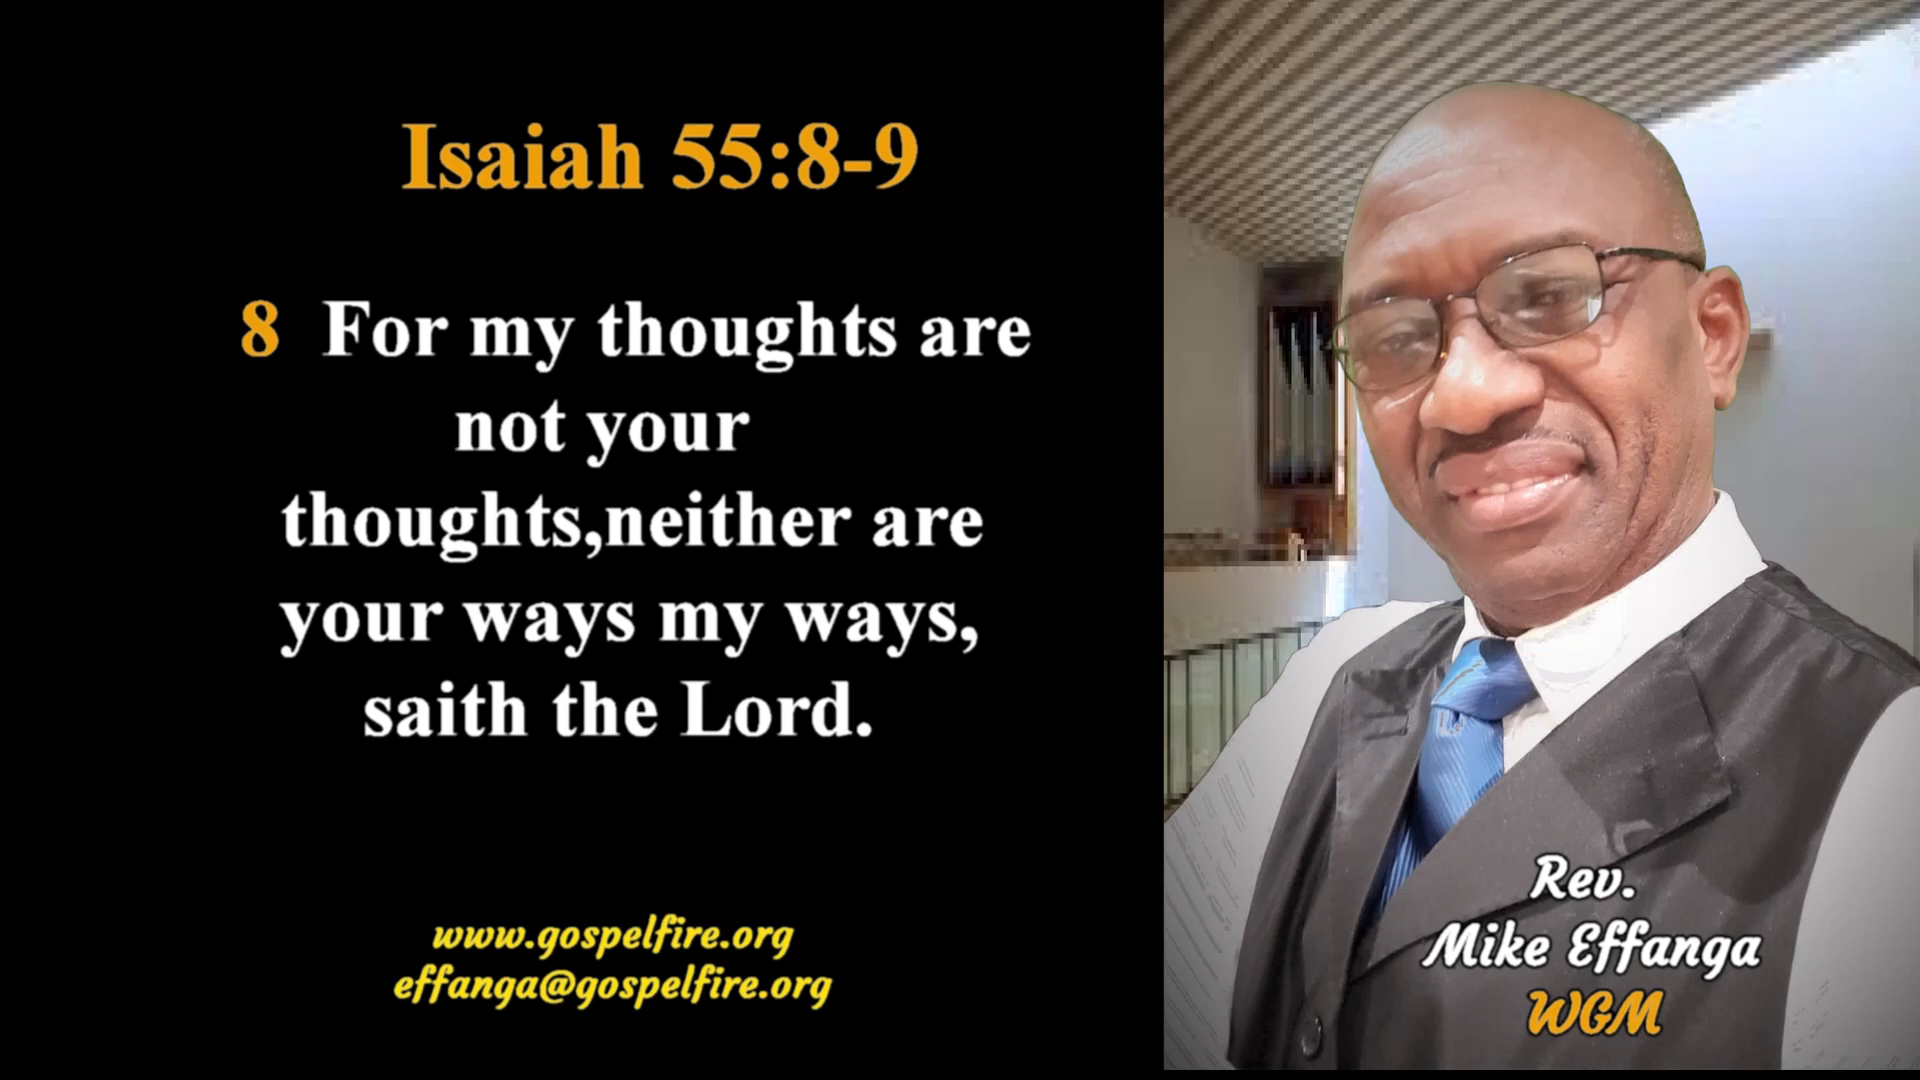 Isaiah 55:8-9
8 For my thoughts are
not your
thoughts,neither are
your ways my ways,
saith the Lord.
www.gospelfire.org
effanga@gospelfire.org
Rev.
Mike Effanga
WGM